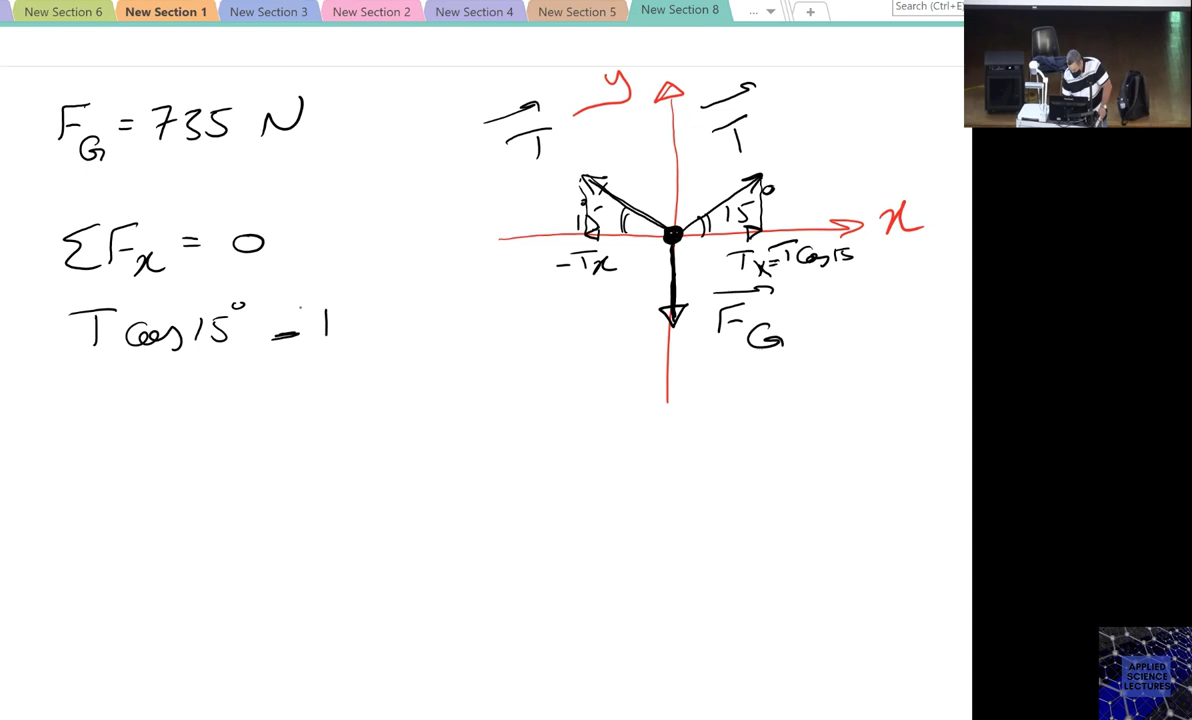 New Section 6 New Section 1 New Section 3 New Section 2 New Section 4 New Section 5 New Section 8 ... +
Search (Ctrl+E)
F_G = 735 N
ΣF_x = 0
T cos 15° - 1
y
T
T
15
15°
x
-Tx
Tx = T cos 15
F_G
APPLIED
SCIENCE
LECTURES